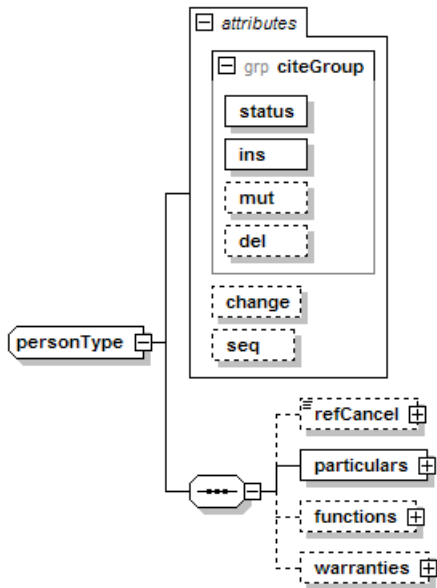 attributes
grp citeGroup
status
ins
mut
del
change
seq
personType
refCancel
particulars
functions
warranties